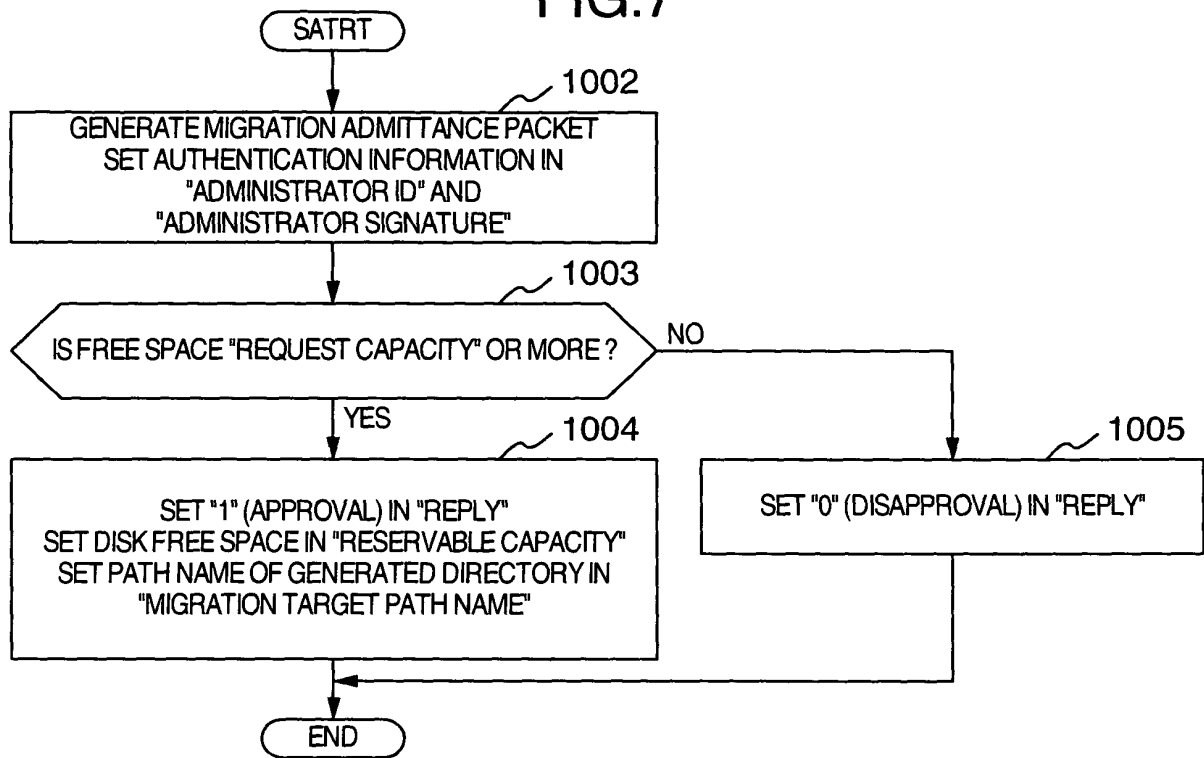 FIG.7
SATRT
1002
GENERATE MIGRATION ADMITTANCE PACKET
SET AUTHENTICATION INFORMATION IN
"ADMINISTRATOR ID" AND
"ADMINISTRATOR SIGNATURE"
1003
IS FREE SPACE "REQUEST CAPACITY" OR MORE ?
NO
YES
1004
SET "1" (APPROVAL) IN "REPLY"
SET DISK FREE SPACE IN "RESERVABLE CAPACITY"
SET PATH NAME OF GENERATED DIRECTORY IN
"MIGRATION TARGET PATH NAME"
1005
SET "0" (DISAPPROVAL) IN "REPLY"
END